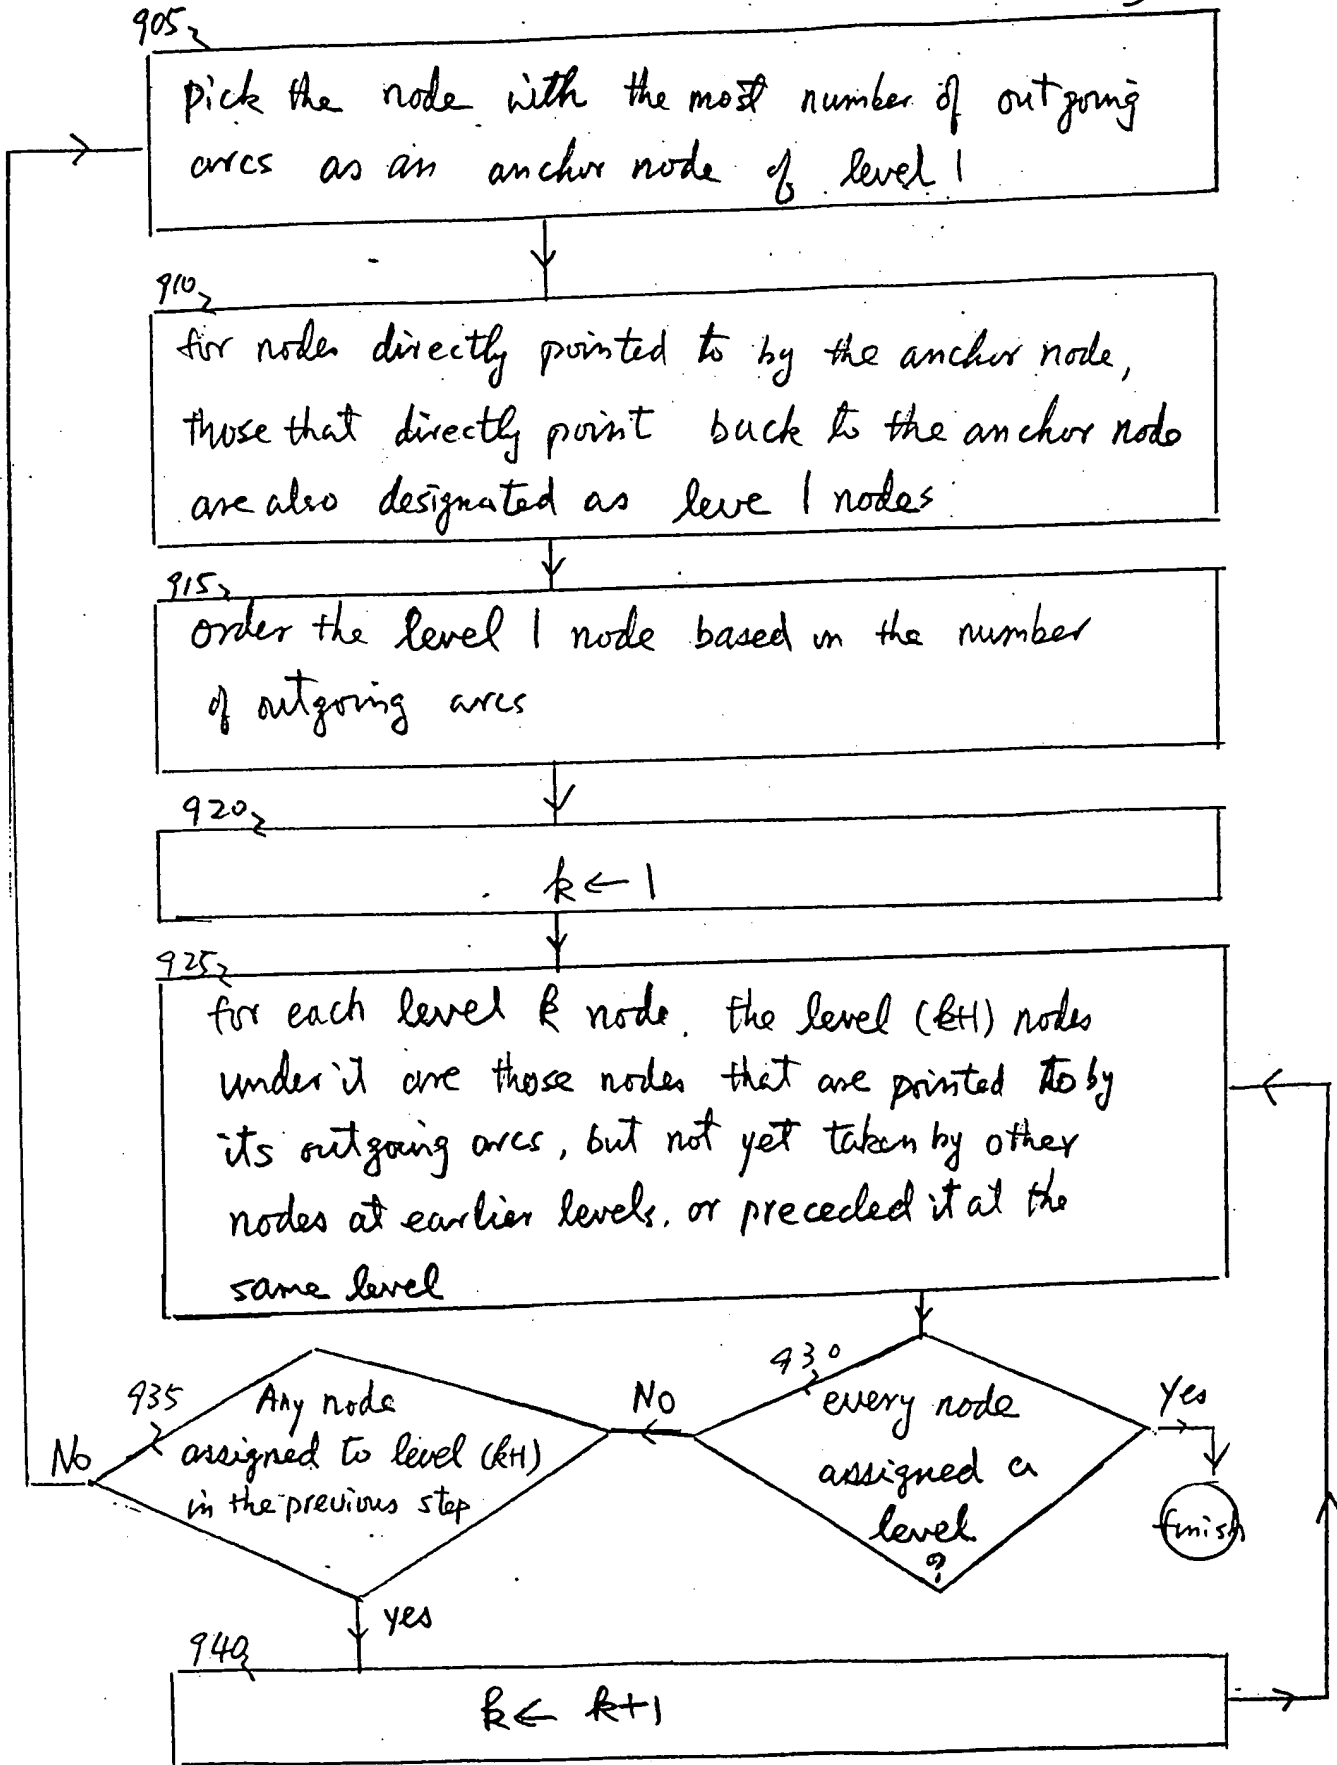 905
pick the node with the most number of outgoing
arcs as an anchor node of level 1
910
for nodes directly pointed to by the anchor node,
those that directly point back to the anchor node
are also designated as leve 1 nodes
915
order the level 1 node based on the number
of outgoing arcs
920
k ← 1
925
for each level k node, the level (k+1) nodes
under it are those nodes that are pointed to by
its outgoing arcs, but not yet taken by other
nodes at earlier levels, or preceded it at the
same level
930
every node
assigned a
level
?
Yes
finish
No
935
Any node
assigned to level (k+1)
in the previous step
No
yes
940
k ← k+1